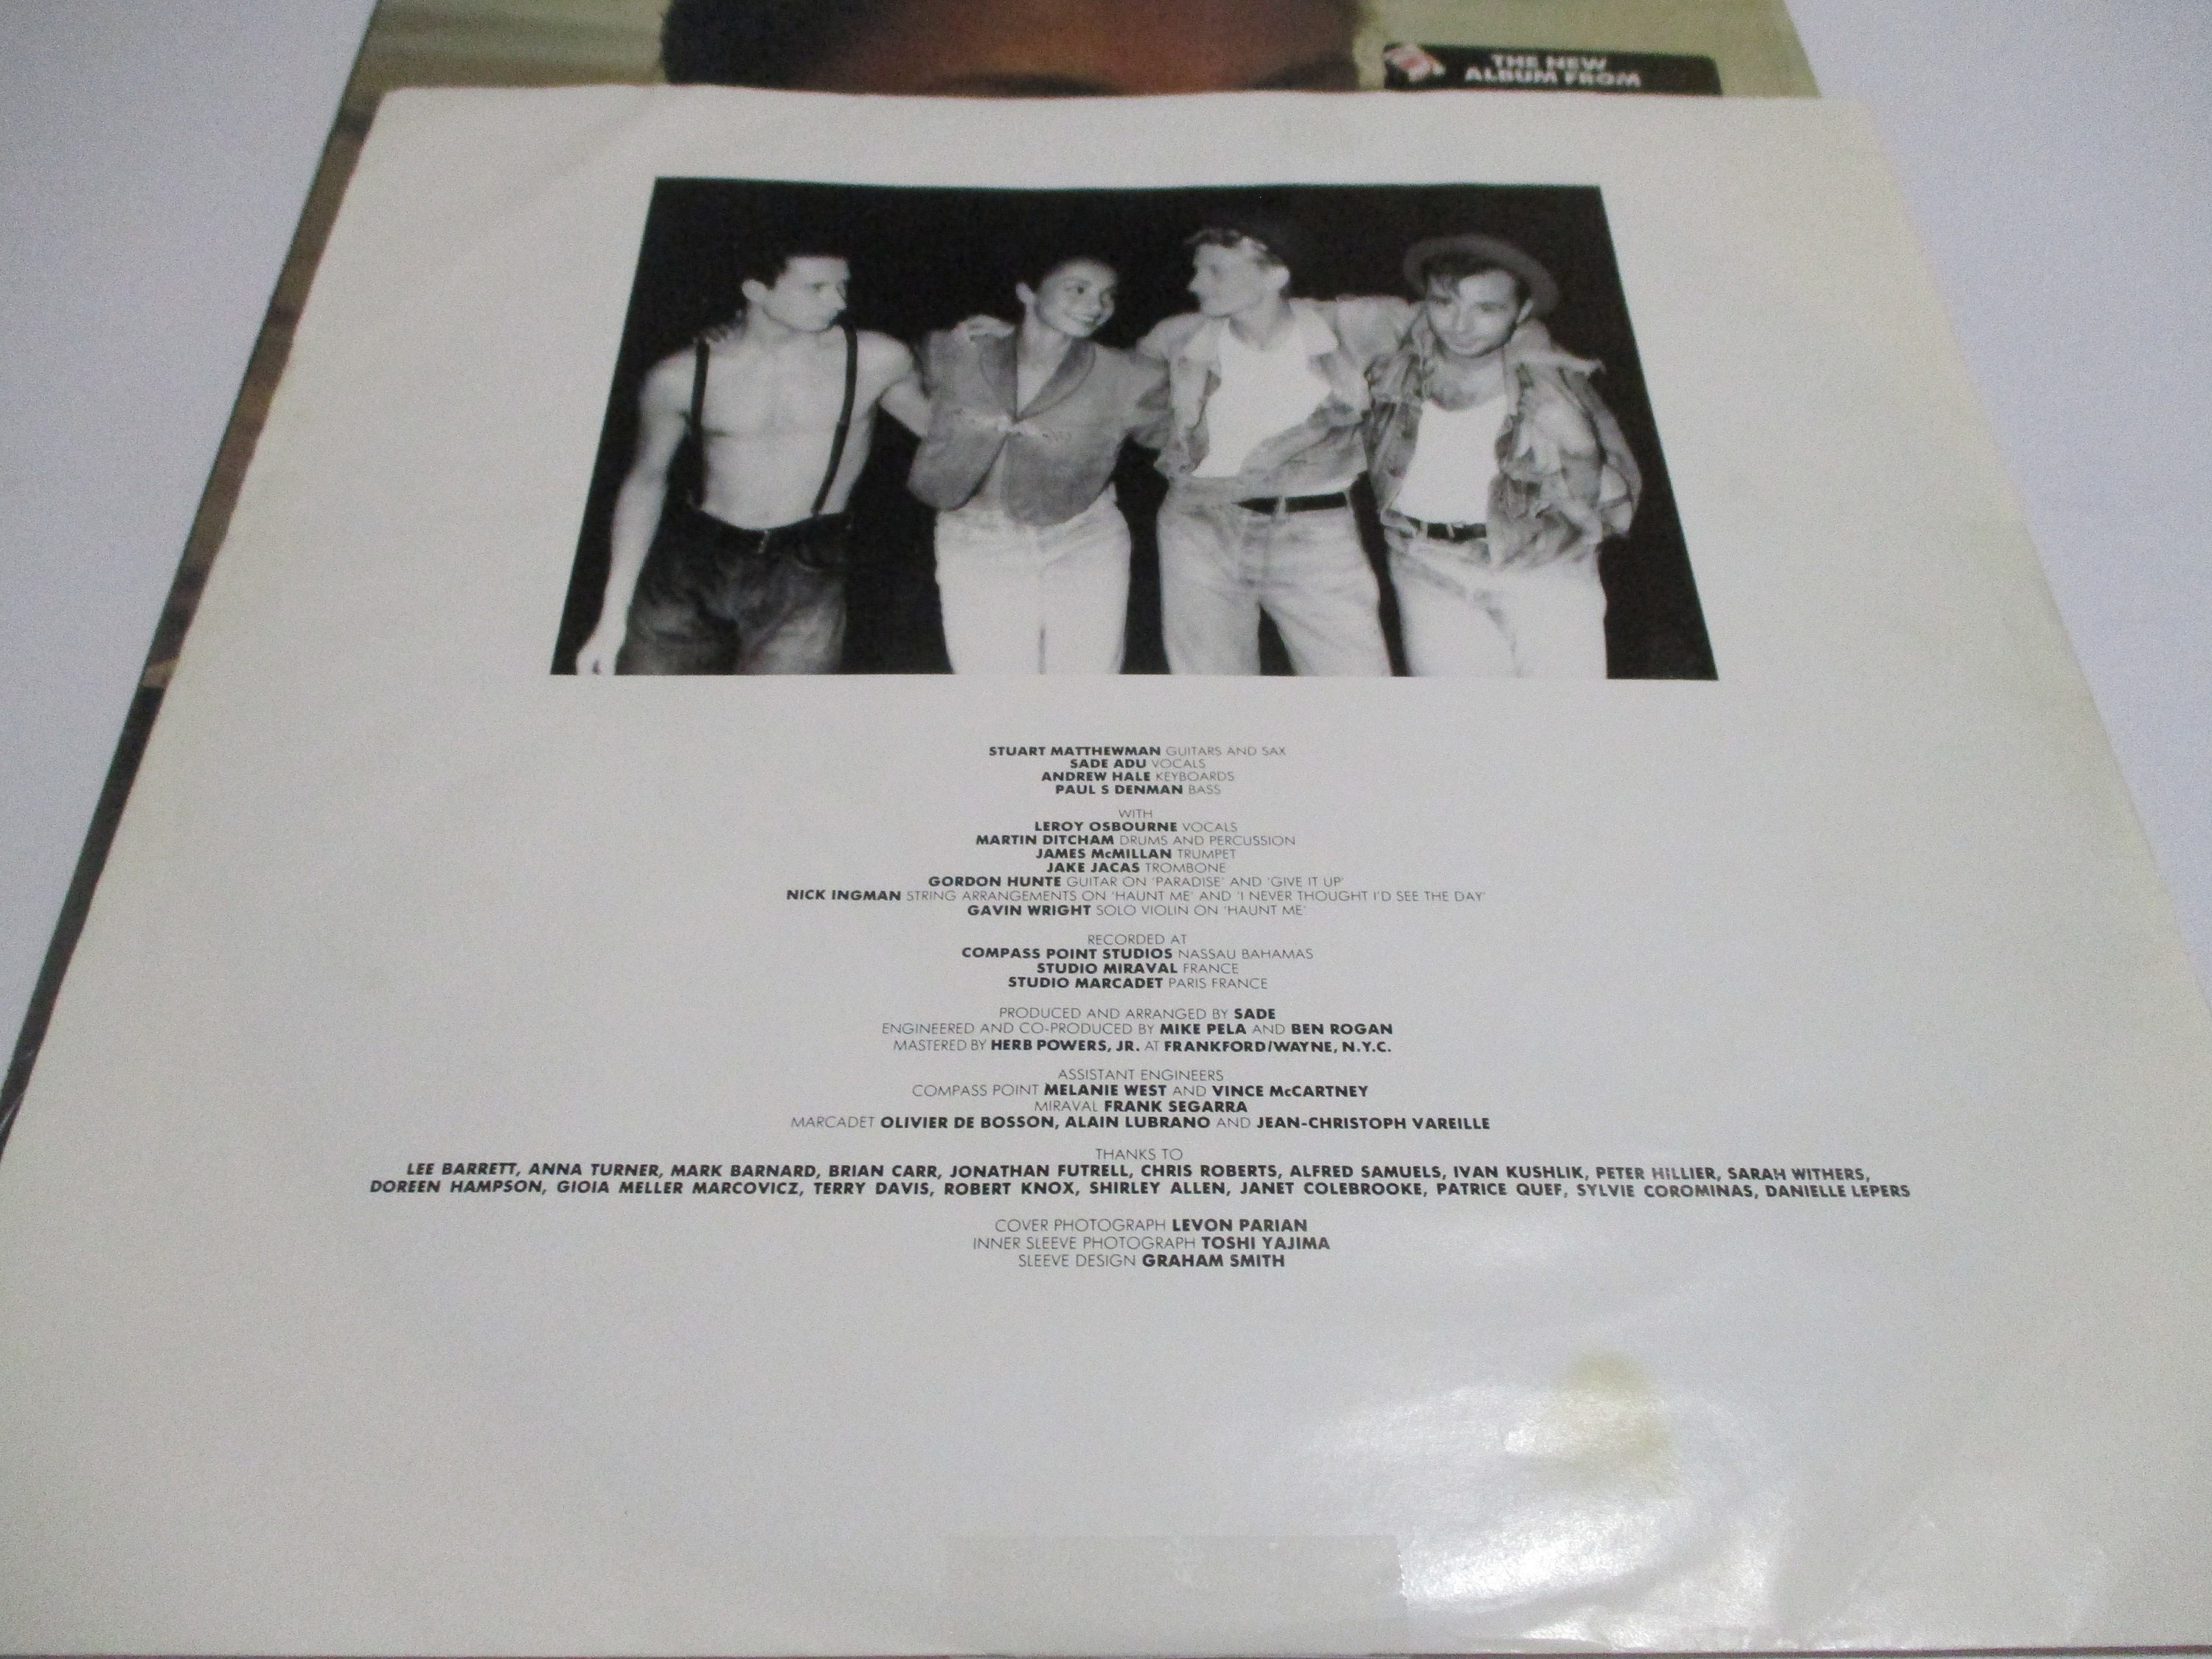 THE NEW
ALBUM FROM
STUART MATTHEWMAN GUITARS AND SAX
SADE ADU VOCALS
ANDREW HALE KEYBOARDS
PAUL S DENMAN BASS
WITH
LEROY OSBOURNE VOCALS
MARTIN DITCHAM DRUMS AND PERCUSSION
JAMES McMILLAN TRUMPET
JAKE JACAS TROMBONE
GORDON HUNTE GUITAR ON 'PARADISE' AND 'GIVE IT UP'
NICK INGMAN STRING ARRANGEMENTS ON 'HAUNT ME' AND 'I NEVER THOUGHT I'D SEE THE DAY'
GAVIN WRIGHT SOLO VIOLIN ON 'HAUNT ME'
RECORDED AT
COMPASS POINT STUDIOS NASSAU BAHAMAS
STUDIO MIRAVAL FRANCE
STUDIO MARCADET PARIS FRANCE
PRODUCED AND ARRANGED BY SADE
ENGINEERED AND CO-PRODUCED BY MIKE PELA AND BEN ROGAN
MASTERED BY HERB POWERS, JR. AT FRANKFORD/WAYNE, N.Y.C.
ASSISTANT ENGINEERS
COMPASS POINT MELANIE WEST AND VINCE McCARTNEY
MIRAVAL FRANK SEGARRA
MARCADET OLIVIER DE BOSSON, ALAIN LUBRANO AND JEAN-CHRISTOPH VAREILLE
THANKS TO
LEE BARRETT, ANNA TURNER, MARK BARNARD, BRIAN CARR, JONATHAN FUTRELL, CHRIS ROBERTS, ALFRED SAMUELS, IVAN KUSHLIK, PETER HILLIER, SARAH WITHERS,
DOREEN HAMPSON, GIOIA MELLER MARCOVICZ, TERRY DAVIS, ROBERT KNOX, SHIRLEY ALLEN, JANET COLEBROOKE, PATRICE QUEF, SYLVIE COROMINAS, DANIELLE LEPERS
COVER PHOTOGRAPH LEVON PARIAN
INNER SLEEVE PHOTOGRAPH TOSHI YAJIMA
SLEEVE DESIGN GRAHAM SMITH